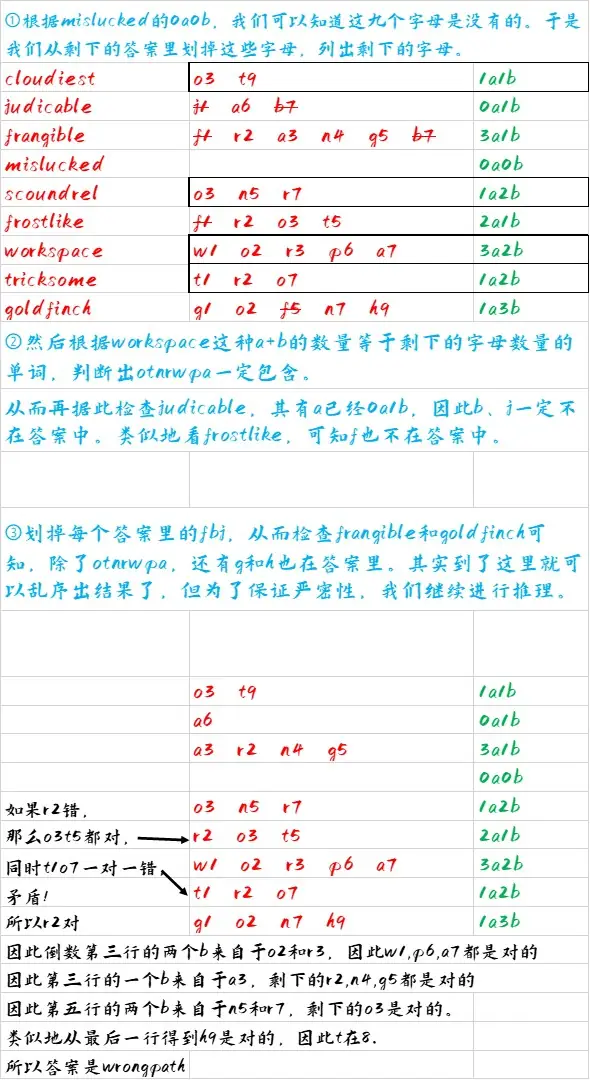 ①根据mislucked的0a0b，我们可以知道这九个字母是没有的。于是
我们从剩下的答案里划掉这些字母，列出剩下的字母。
cloudiest o3 t9 1a1b
judicable j1 a6 b7 0a1b
frangible f1 r2 a3 n4 g5 b7 3a1b
mislucked 0a0b
scoundrel o3 n5 r7 1a2b
frostlike f1 r2 o3 t5 2a1b
workspace w1 o2 r3 p6 a7 3a2b
tricksome t1 r2 o7 1a2b
goldfinch g1 o2 f5 n7 h9 1a3b
②然后根据workspace这种a+b的数量等于剩下的字母数量的
单词，判断出otnrwpa一定包含。
从而再据此检查judicable，其有a已经0a1b，因此b、j一定不
在答案中。类似地看frostlike，可知f也不在答案中。
③划掉每个答案里的fbj，从而检查frangible和goldfinch可
知，除了otnrwpa，还有g和h也在答案里。其实到了这里就可
以乱序出结果了，但为了保证严密性，我们继续进行推理。
o3 t9 1a1b
a6 0a1b
a3 r2 n4 g5 3a1b
0a0b
如果r2错， o3 n5 r7 1a2b
那么o3t5都对， r2 o3 t5 2a1b
同时t1o7一对一错， w1 o2 r3 p6 a7 3a2b
矛盾！ t1 r2 o7 1a2b
所以r2对 g1 o2 n7 h9 1a3b
因此倒数第三行的两个b来自于o2和r3，因此w1,p6,a7都是对的
因此第三行的一个b来自于a3，剩下的r2,n4,g5都是对的
因此第五行的两个b来自于n5和r7，剩下的o3是对的。
类似地从最后一行得到h9是对的，因此t在8.
所以答案是wrongpath